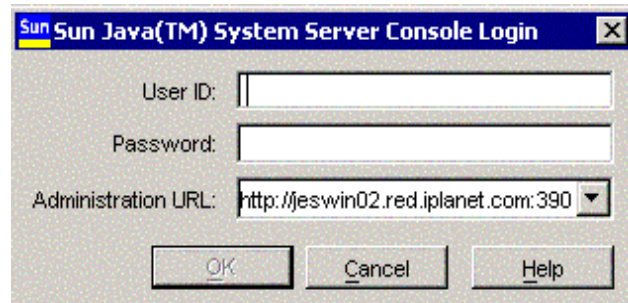 Sun Sun Java(TM) System Server Console Login
User ID:
Password:
Administration URL: http://jeswin02.red.iplanet.com:390
OK Cancel Help